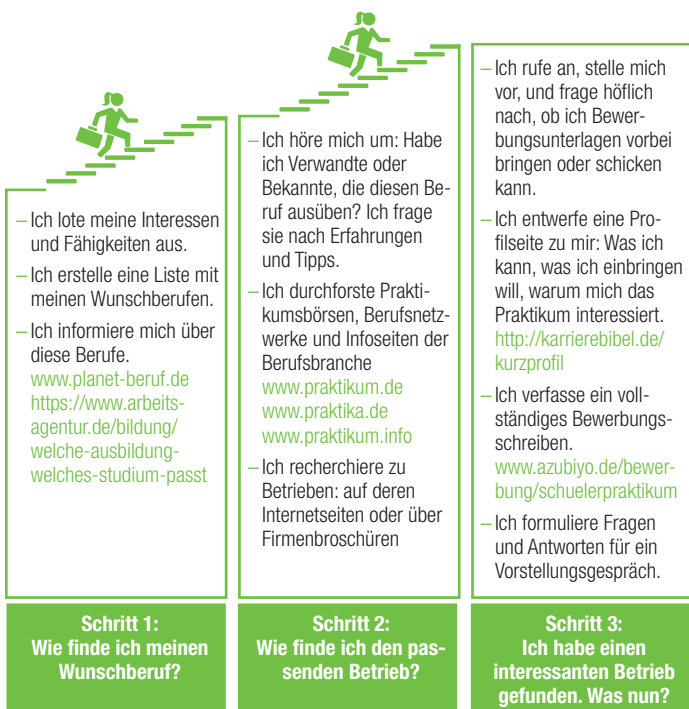 – Ich lote meine Interessen
und Fähigkeiten aus.
– Ich erstelle eine Liste mit
meinen Wunschberufen.
– Ich informiere mich über
diese Berufe.
www.planet-beruf.de
https://www.arbeits-
agentur.de/bildung/
welche-ausbildung-
welches-studium-passt
Schritt 1:
Wie finde ich meinen
Wunschberuf?
– Ich höre mich um: Habe
ich Verwandte oder
Bekannte, die diesen Be-
ruf ausüben? Ich frage
sie nach Erfahrungen
und Tipps.
– Ich durchforste Prakti-
kumsbörsen, Berufsnetz-
werke und Infoseiten der
Berufsbranche
www.praktikum.de
www.praktika.de
www.praktikum.info
– Ich recherchiere zu
Betrieben: auf deren
Internetseiten oder über
Firmenbroschüren
Schritt 2:
Wie finde ich den pas-
senden Betrieb?
– Ich rufe an, stelle mich
vor, und frage höflich
nach, ob ich Bewer-
bungsunterlagen vorbei
bringen oder schicken
kann.
– Ich entwerfe eine Pro-
filseite zu mir: Was ich
kann, was ich einbringen
will, warum mich das
Praktikum interessiert.
http://karrierebibel.de/
kurzprofil
– Ich verfasse ein voll-
ständiges Bewerbungs-
schreiben.
www.azubiyo.de/bewer-
bung/schuelerpraktikum
– Ich formuliere Fragen
und Antworten für ein
Vorstellungsgespräch.
Schritt 3:
Ich habe einen
interessanten Betrieb
gefunden. Was nun?